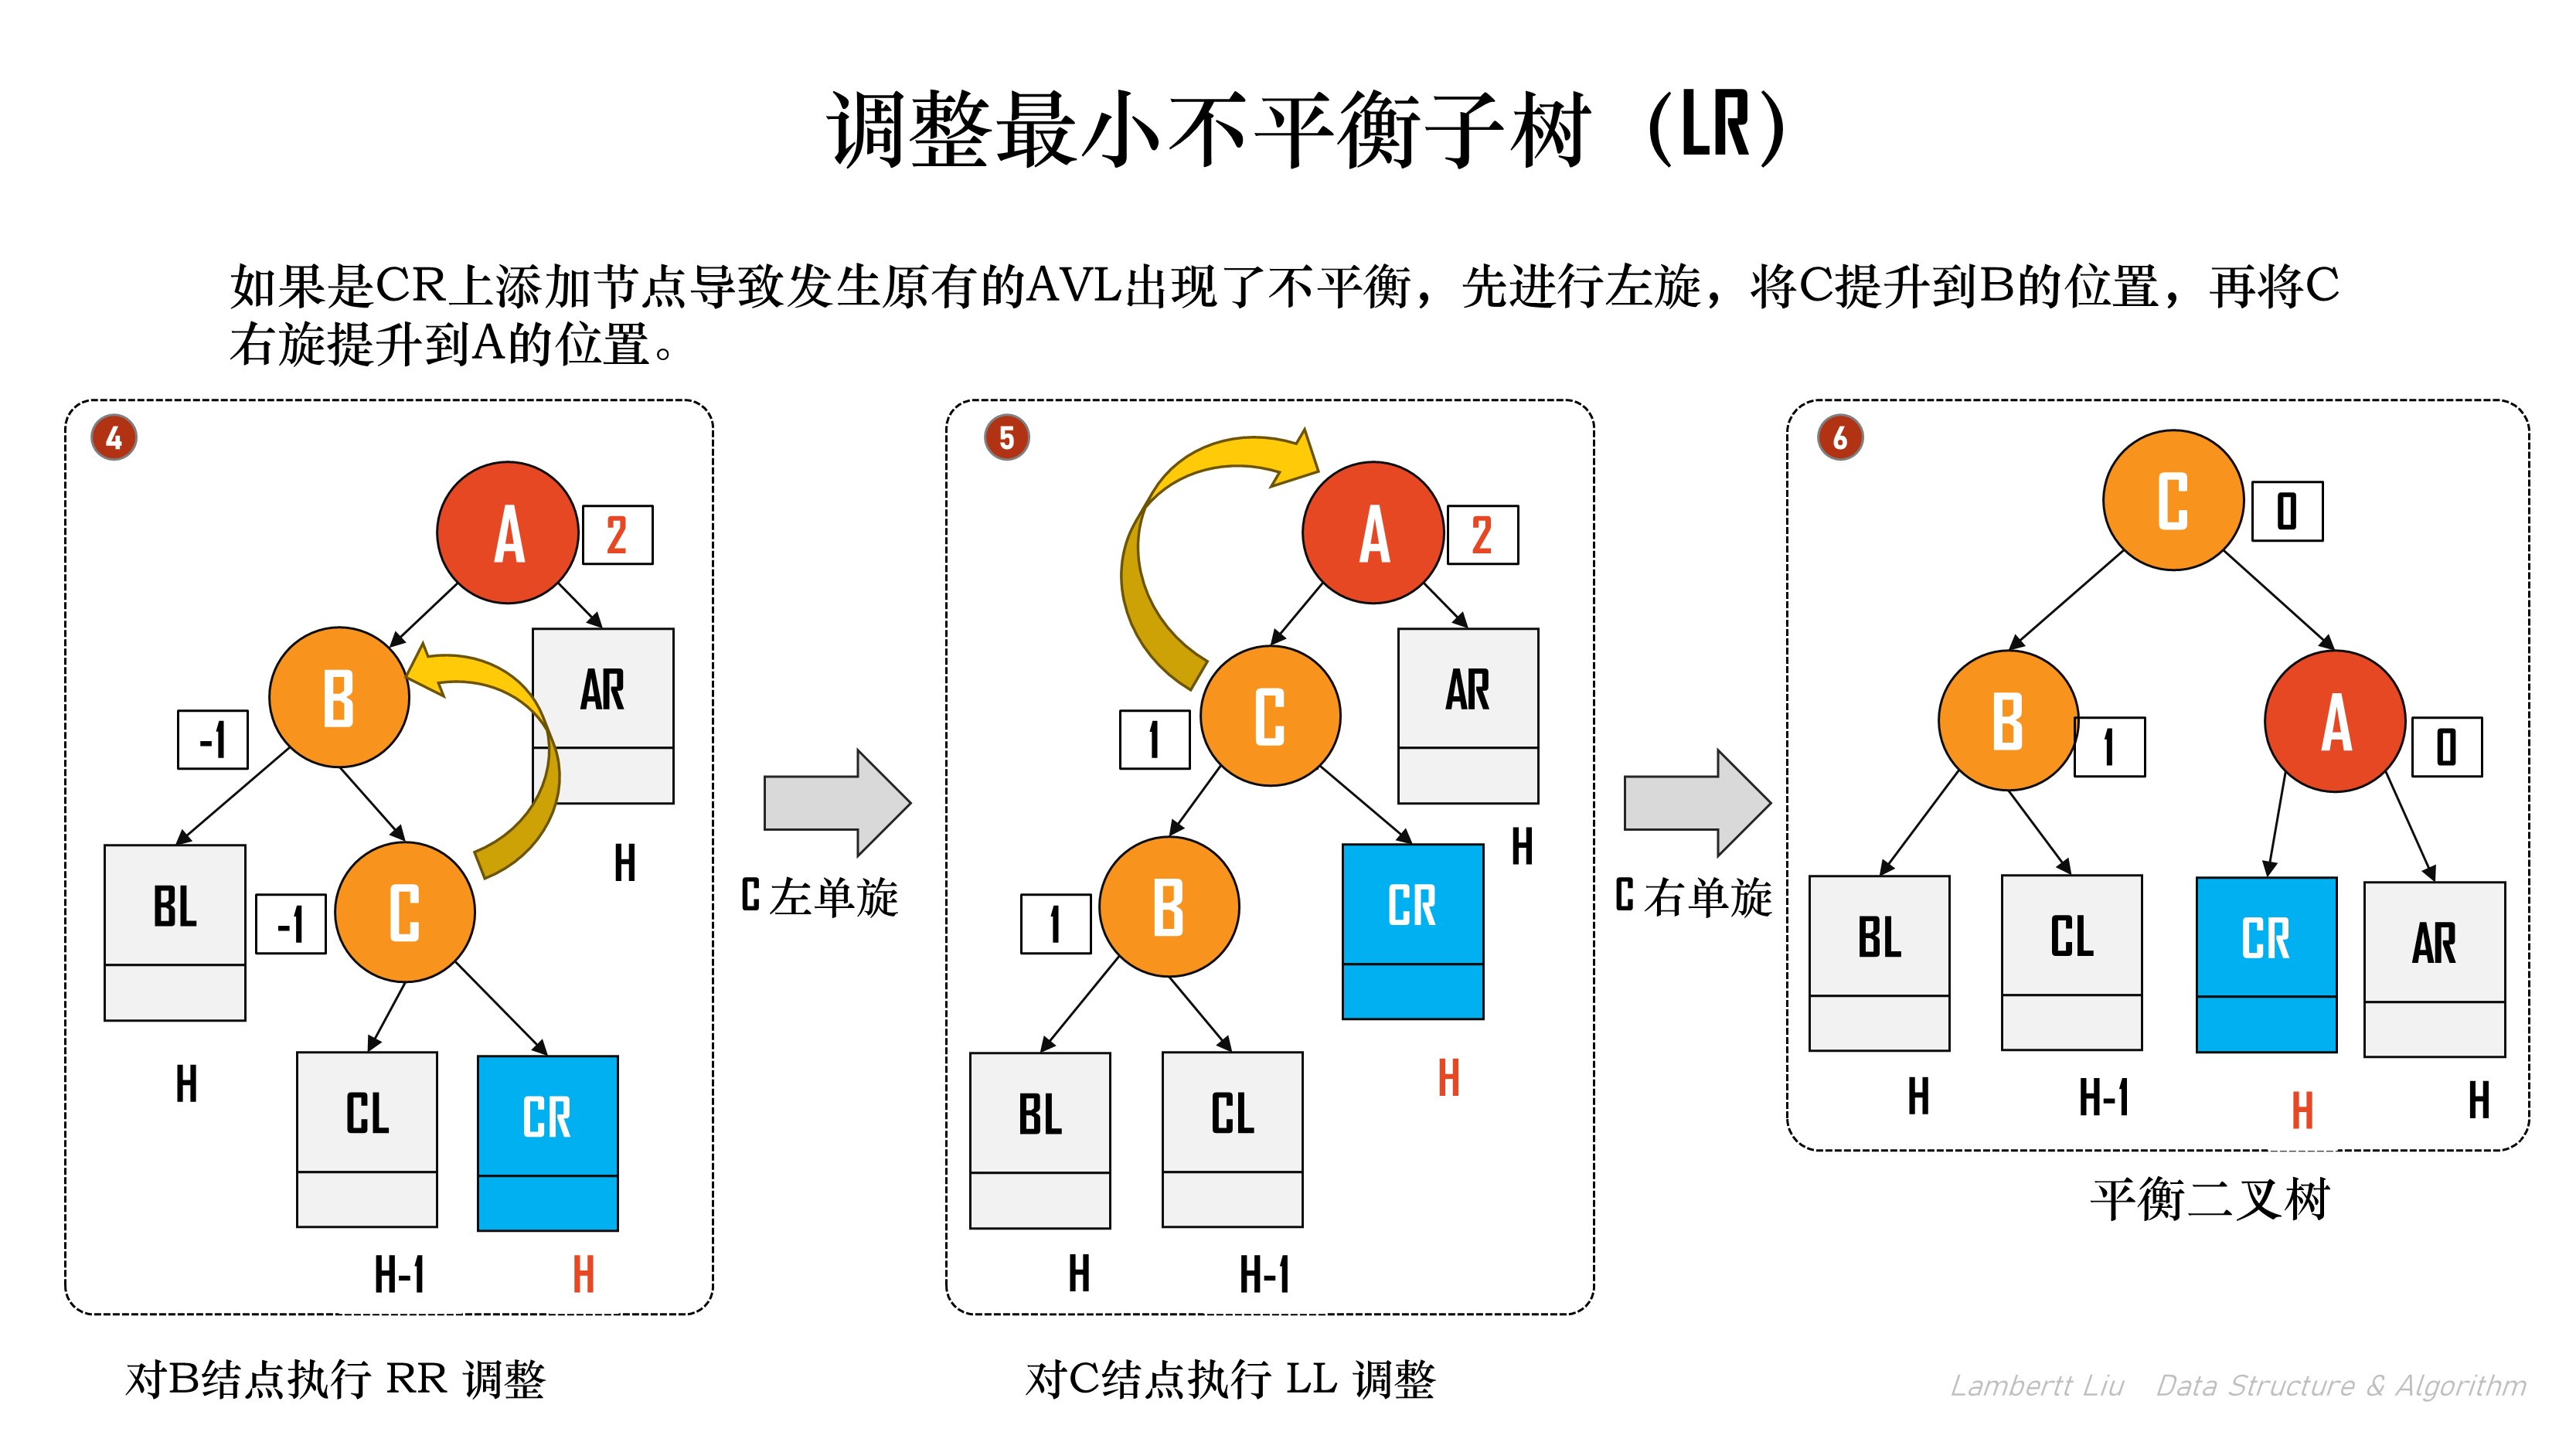 调整最小不平衡子树（LR）
如果是CR上添加节点导致发生原有的AVL出现了不平衡，先进行左旋，将C提升到B的位置，再将C
右旋提升到A的位置。
4
A
2
B
AR
-1
H
BL
-1
C
H
CL
CR
H-1
H
对B结点执行 RR 调整
C 左单旋
5
A
2
C
AR
1
H
1
B
CR
H
BL
CL
H
H-1
对C结点执行 LL 调整
C 右单旋
6
C
0
B
1
A
0
BL
CL
CR
AR
H
H-1
H
H
平衡二叉树
Lambertt Liu Data Structure & Algorithm